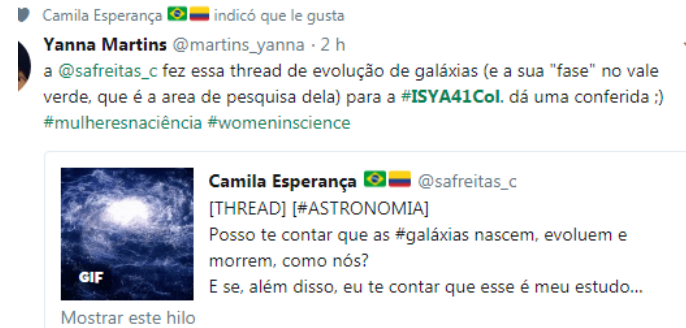 Camila Esperança 🇧🇷🇨🇴 indicó que le gusta
Yanna Martins @martins_yanna · 2 h
a @safreitas_c fez essa thread de evolução de galáxias (e a sua "fase" no vale
verde, que é a area de pesquisa dela) para a #ISYA41Col. dá uma conferida ;)
#mulheresnaciência #womeninscience
Camila Esperança 🇧🇷🇨🇴 @safreitas_c
[THREAD] [#ASTRONOMIA]
Posso te contar que as #galáxias nascem, evoluem e
morrem, como nós?
E se, além disso, eu te contar que esse é meu estudo...
GIF
Mostrar este hilo